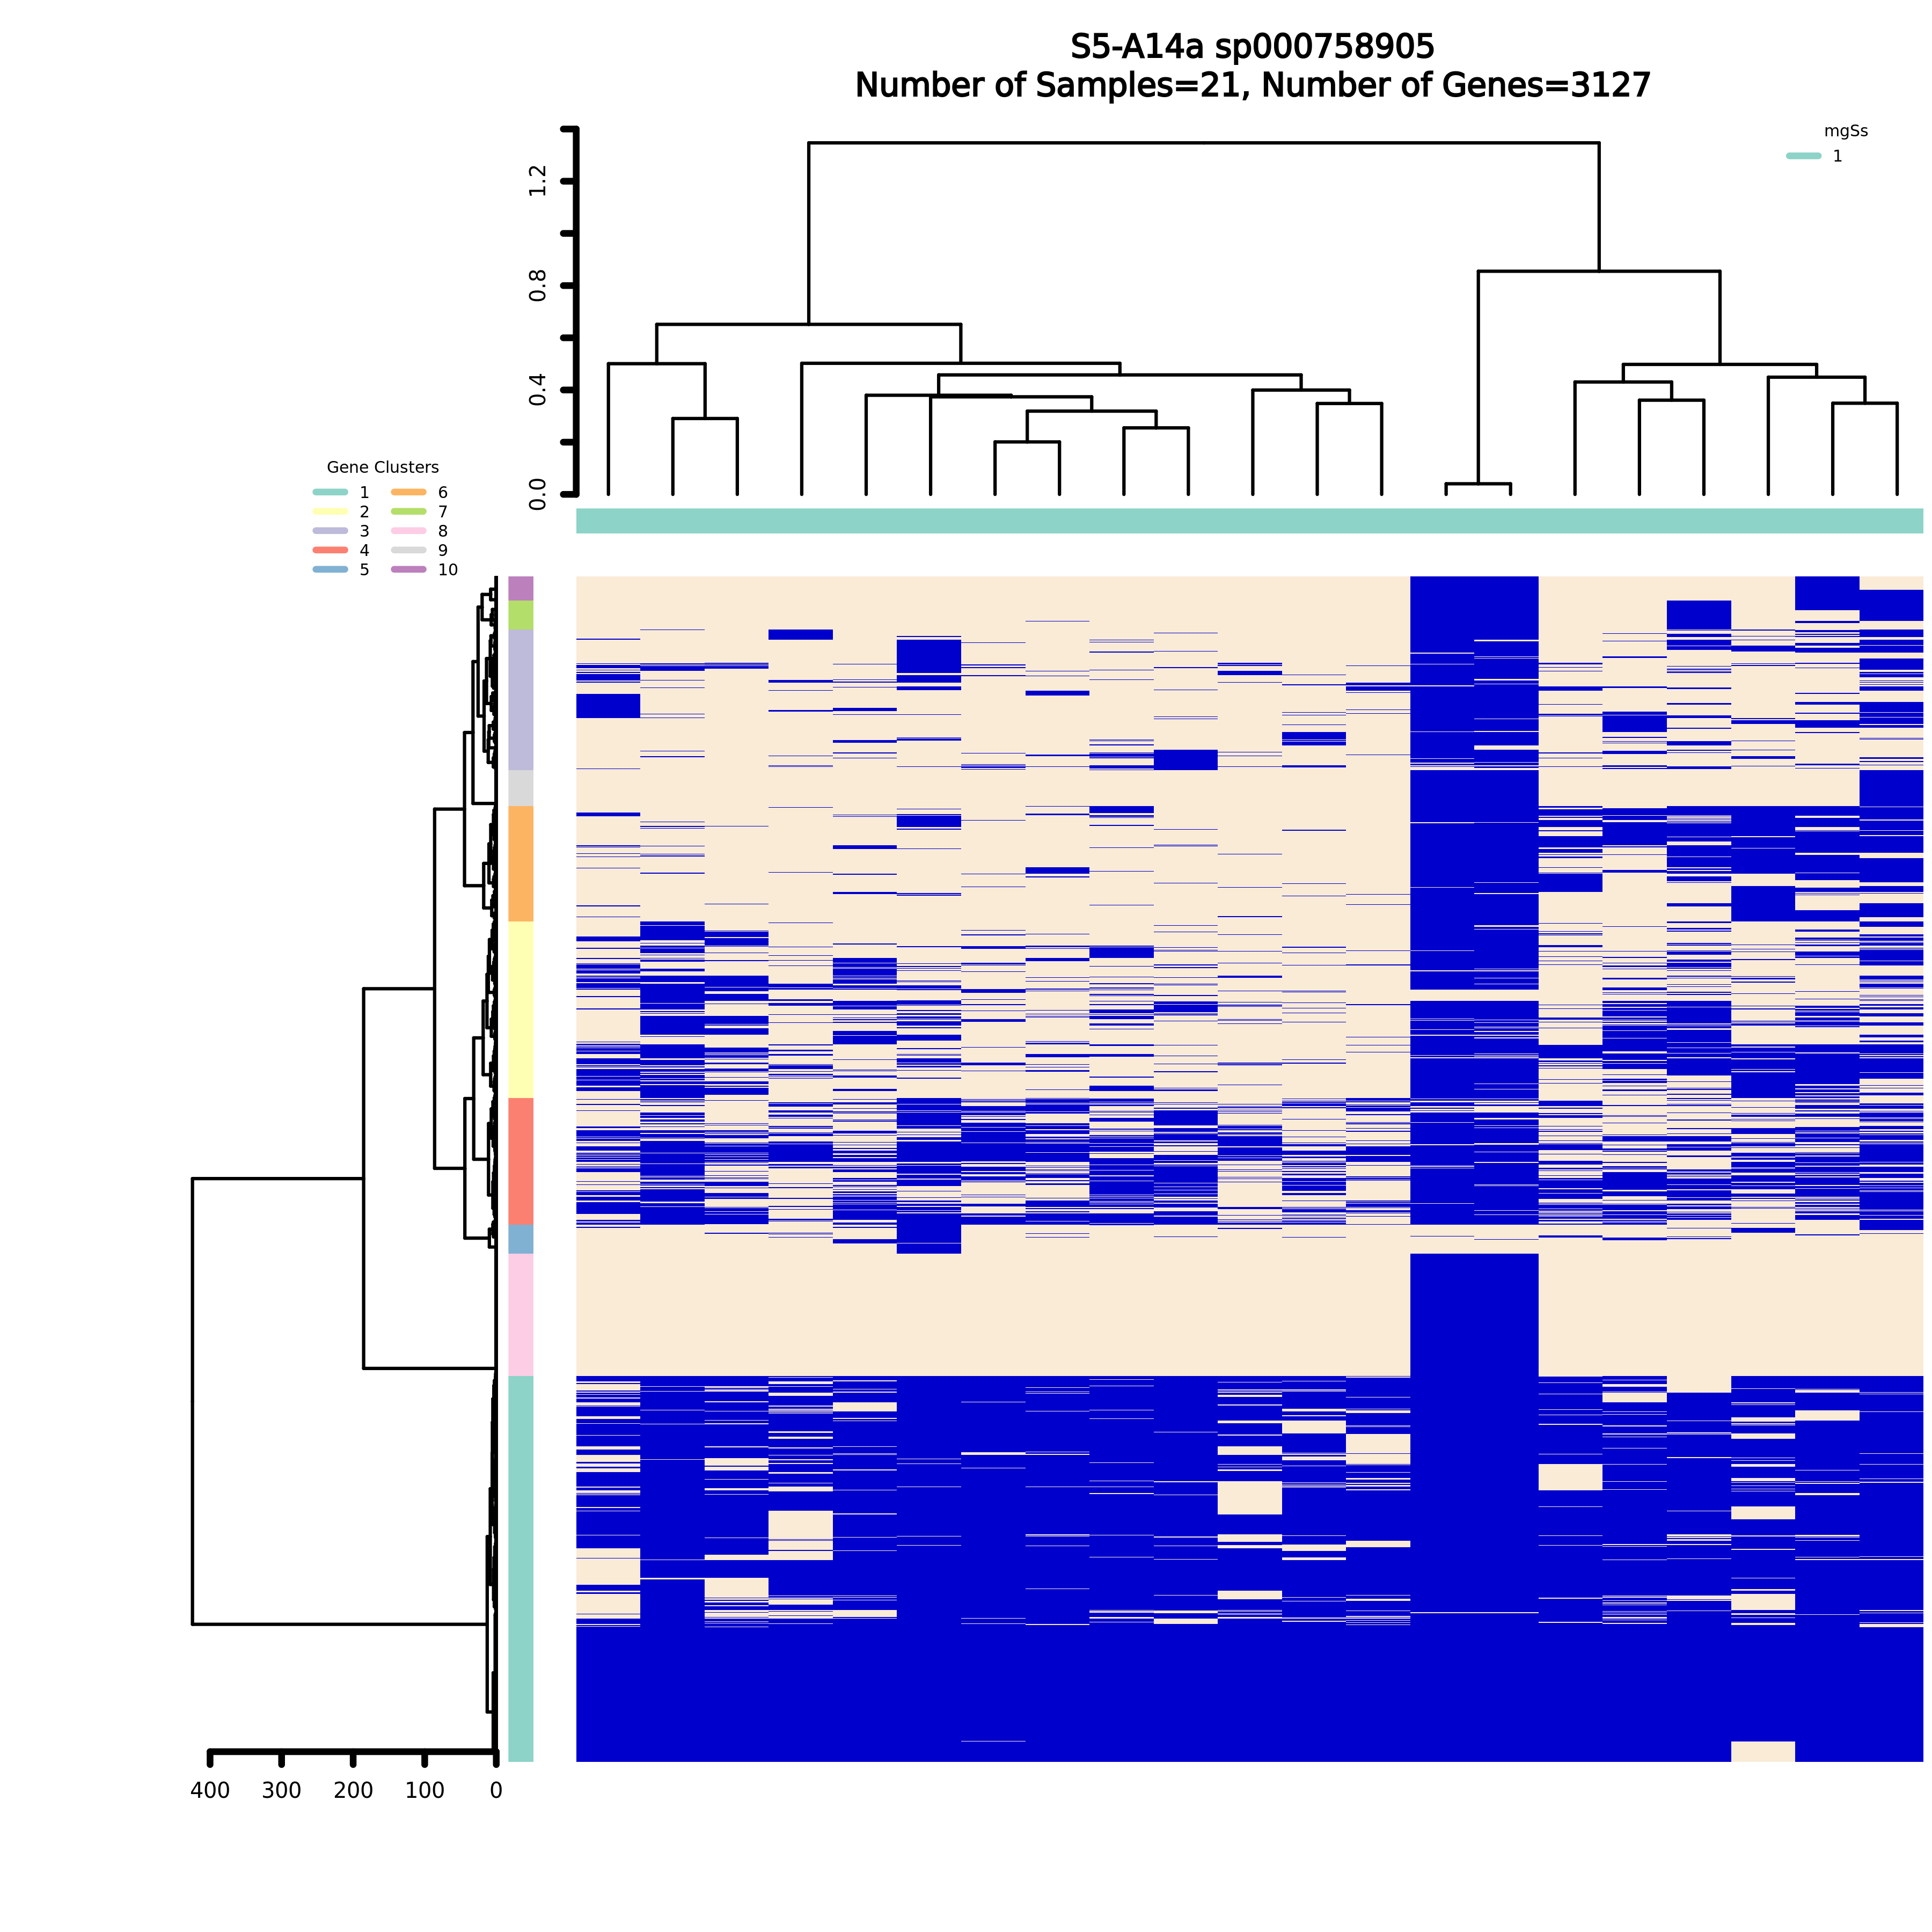 S5-A14a sp000758905
Number of Samples=21, Number of Genes=3127
mgSs
1
1.2
0.8
0.4
0.0
Gene Clusters
1 6
2 7
3 8
4 9
5 10
400 300 200 100 0